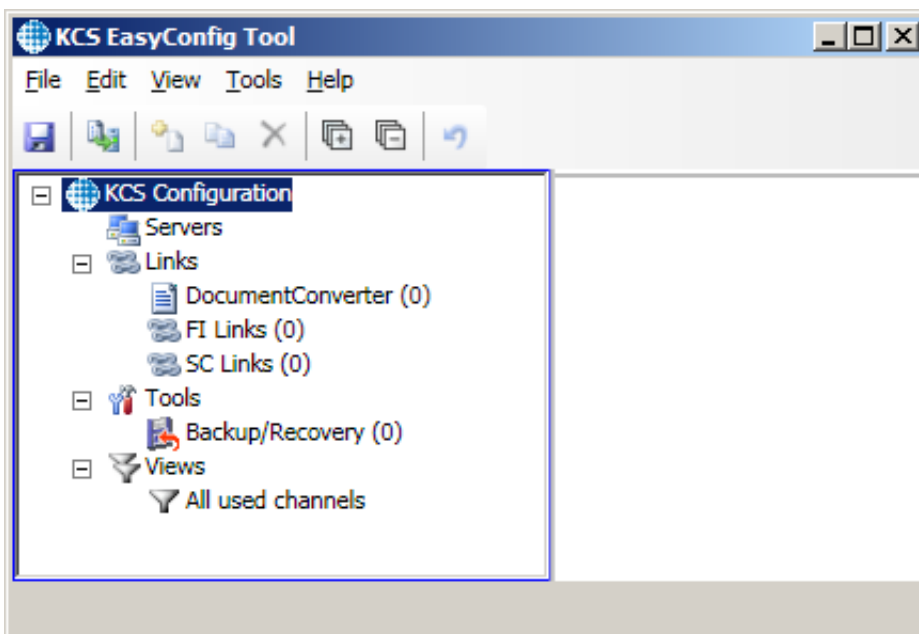 KCS EasyConfig Tool
File Edit View Tools Help
KCS Configuration
Servers
Links
DocumentConverter (0)
FI Links (0)
SC Links (0)
Tools
Backup/Recovery (0)
Views
All used channels